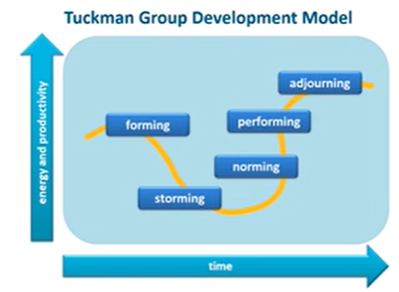 Tuckman Group Development Model
energy and productivity
adjourning
forming
performing
norming
storming
time